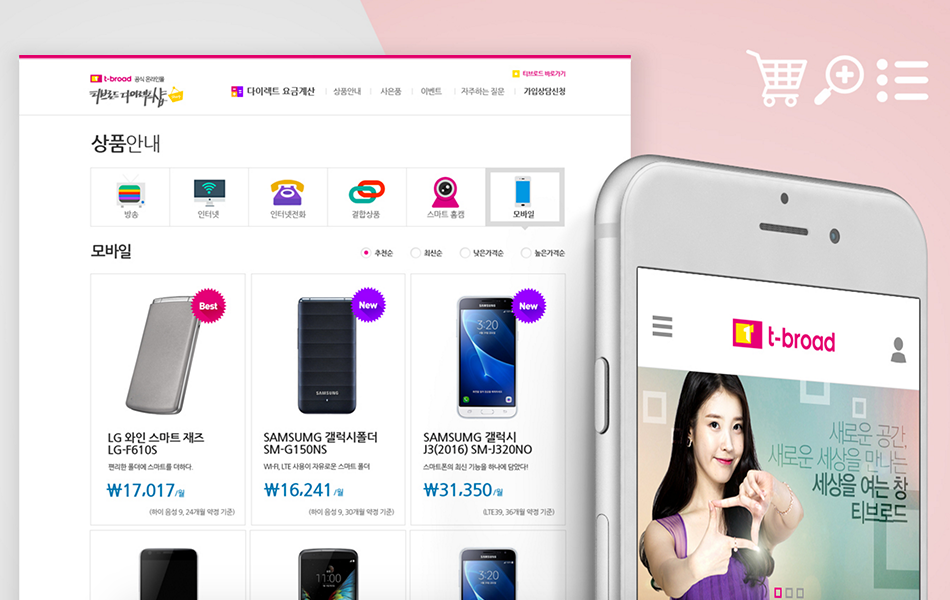 t-broad 공식 온라인몰
티브로드 바로가기
티브로드 다이렉트샵
다이렉트 요금계산
상품안내
사은품
이벤트
자주하는 질문
가입상담신청
상품안내
방송
인터넷
인터넷전화
결합상품
스마트 홈캠
모바일
모바일
추천순
최신순
낮은가격순
높은가격순
Best
New
New
SAMSUNG
SAMSUNG
3:20
LG 와인 스마트 재즈
LG-F610S
편리한 폴더에 스마트를 더하다.
₩17,017/월
(하이 음성 9, 24개월 약정 기준)
SAMSUMG 갤럭시폴더
SM-G150NS
WI-FI, LTE 사용이 자유로운 스마트 폴더
₩16,241/월
(하이 음성 9, 30개월 약정 기준)
SAMSUMG 갤럭시
J3(2016) SM-J320NO
스마트폰의 최신 기능을 하나에 담았다!
₩31,350/월
(LTE39, 36개월 약정 기준)
11:00
SAMSUNG
3:20
t-broad
새로운 공간,
새로운 세상을 만나는
세상을 여는 창
티브로드